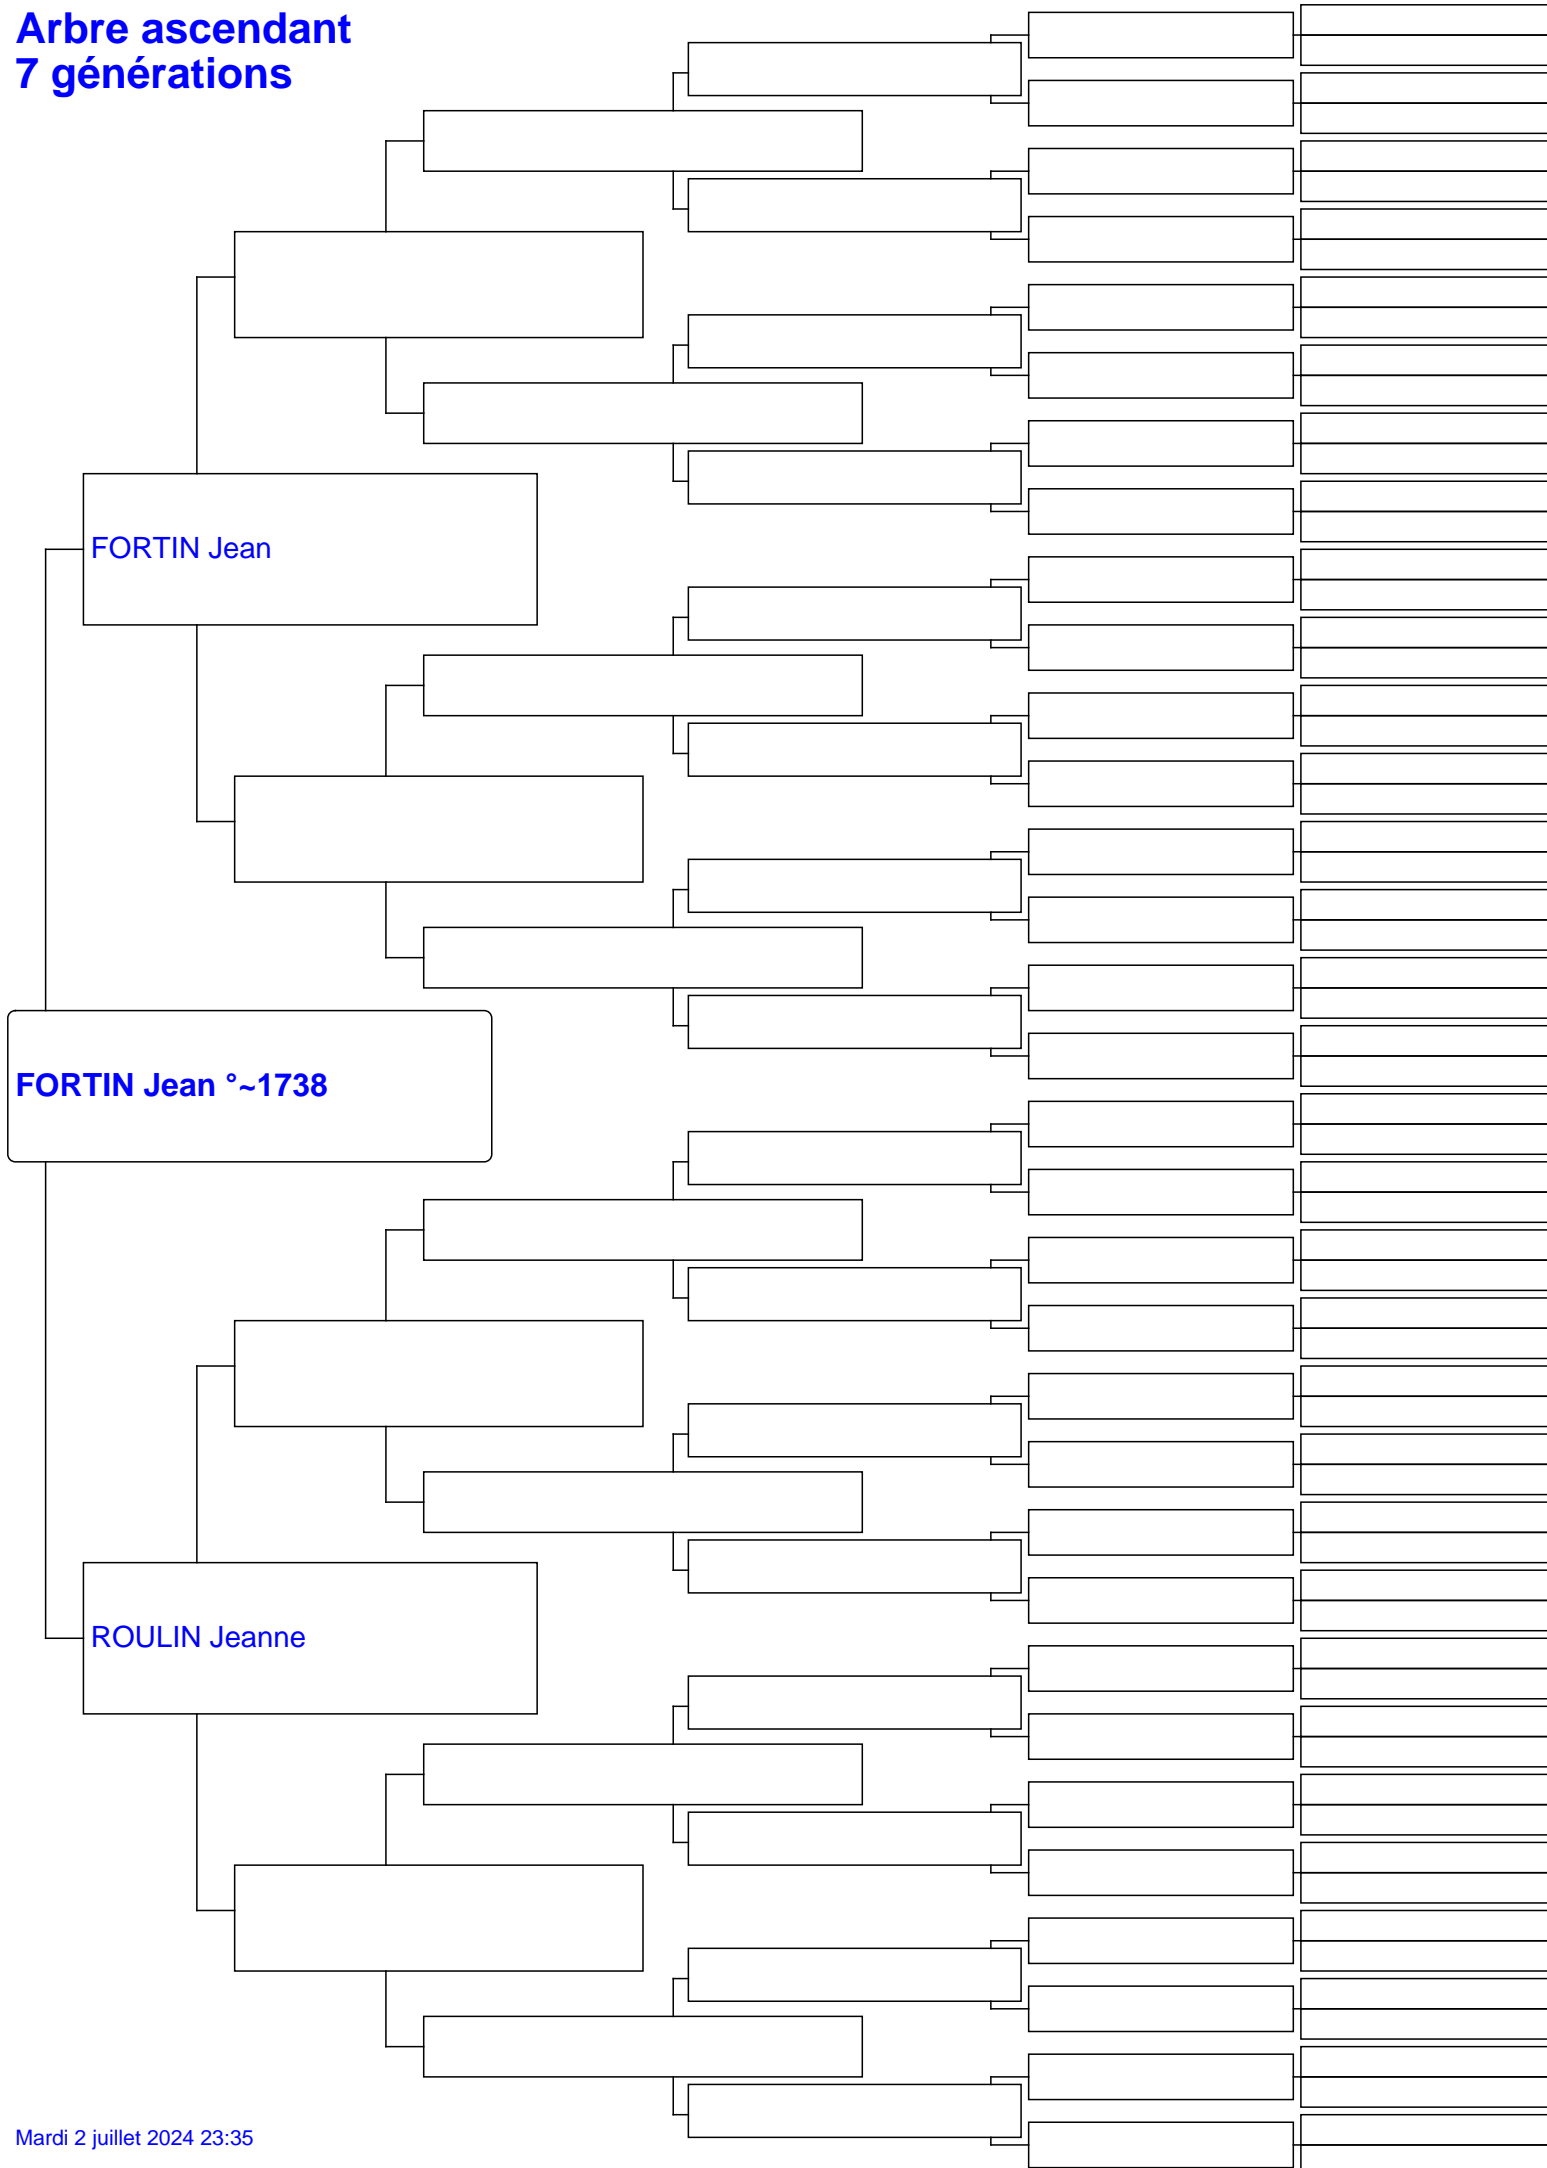 Arbre ascendant
7 générations
FORTIN Jean
FORTIN Jean °~1738
ROULIN Jeanne
Mardi 2 juillet 2024 23:35